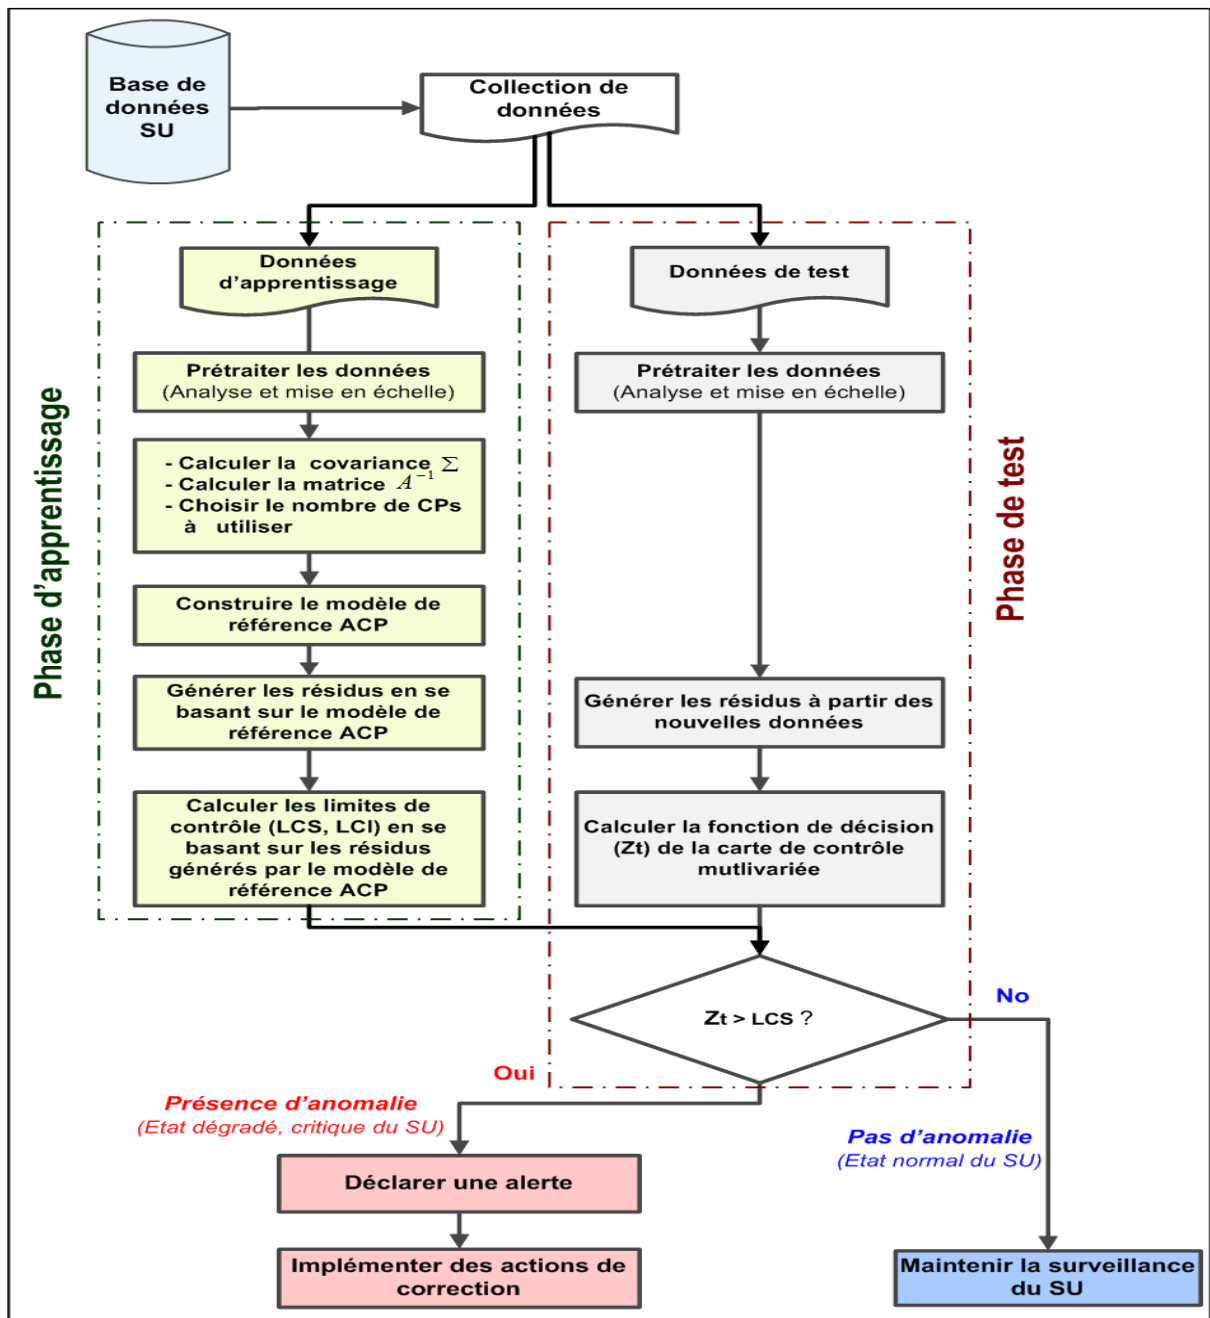 Base de
données
SU
Collection de
données
Phase d'apprentissage
Données
d'apprentissage
Prétraiter les données
(Analyse et mise en échelle)
- Calculer la covariance Σ
- Calculer la matrice A⁻¹
- Choisir le nombre de CPs
à utiliser
Construire le modèle de
référence ACP
Générer les résidus en se
basant sur le modèle de
référence ACP
Calculer les limites de
contrôle (LCS, LCI) en se
basant sur les résidus
générés par le modèle de
référence ACP
Données de test
Prétraiter les données
(Analyse et mise en échelle)
Générer les résidus à partir des
nouvelles données
Calculer la fonction de décision
(Zt) de la carte de contrôle
mutlivariée
Phase de test
Zt > LCS ?
No
Oui
Présence d'anomalie
(Etat dégradé, critique du SU)
Pas d'anomalie
(Etat normal du SU)
Déclarer une alerte
Implémenter des actions de
correction
Maintenir la surveillance
du SU